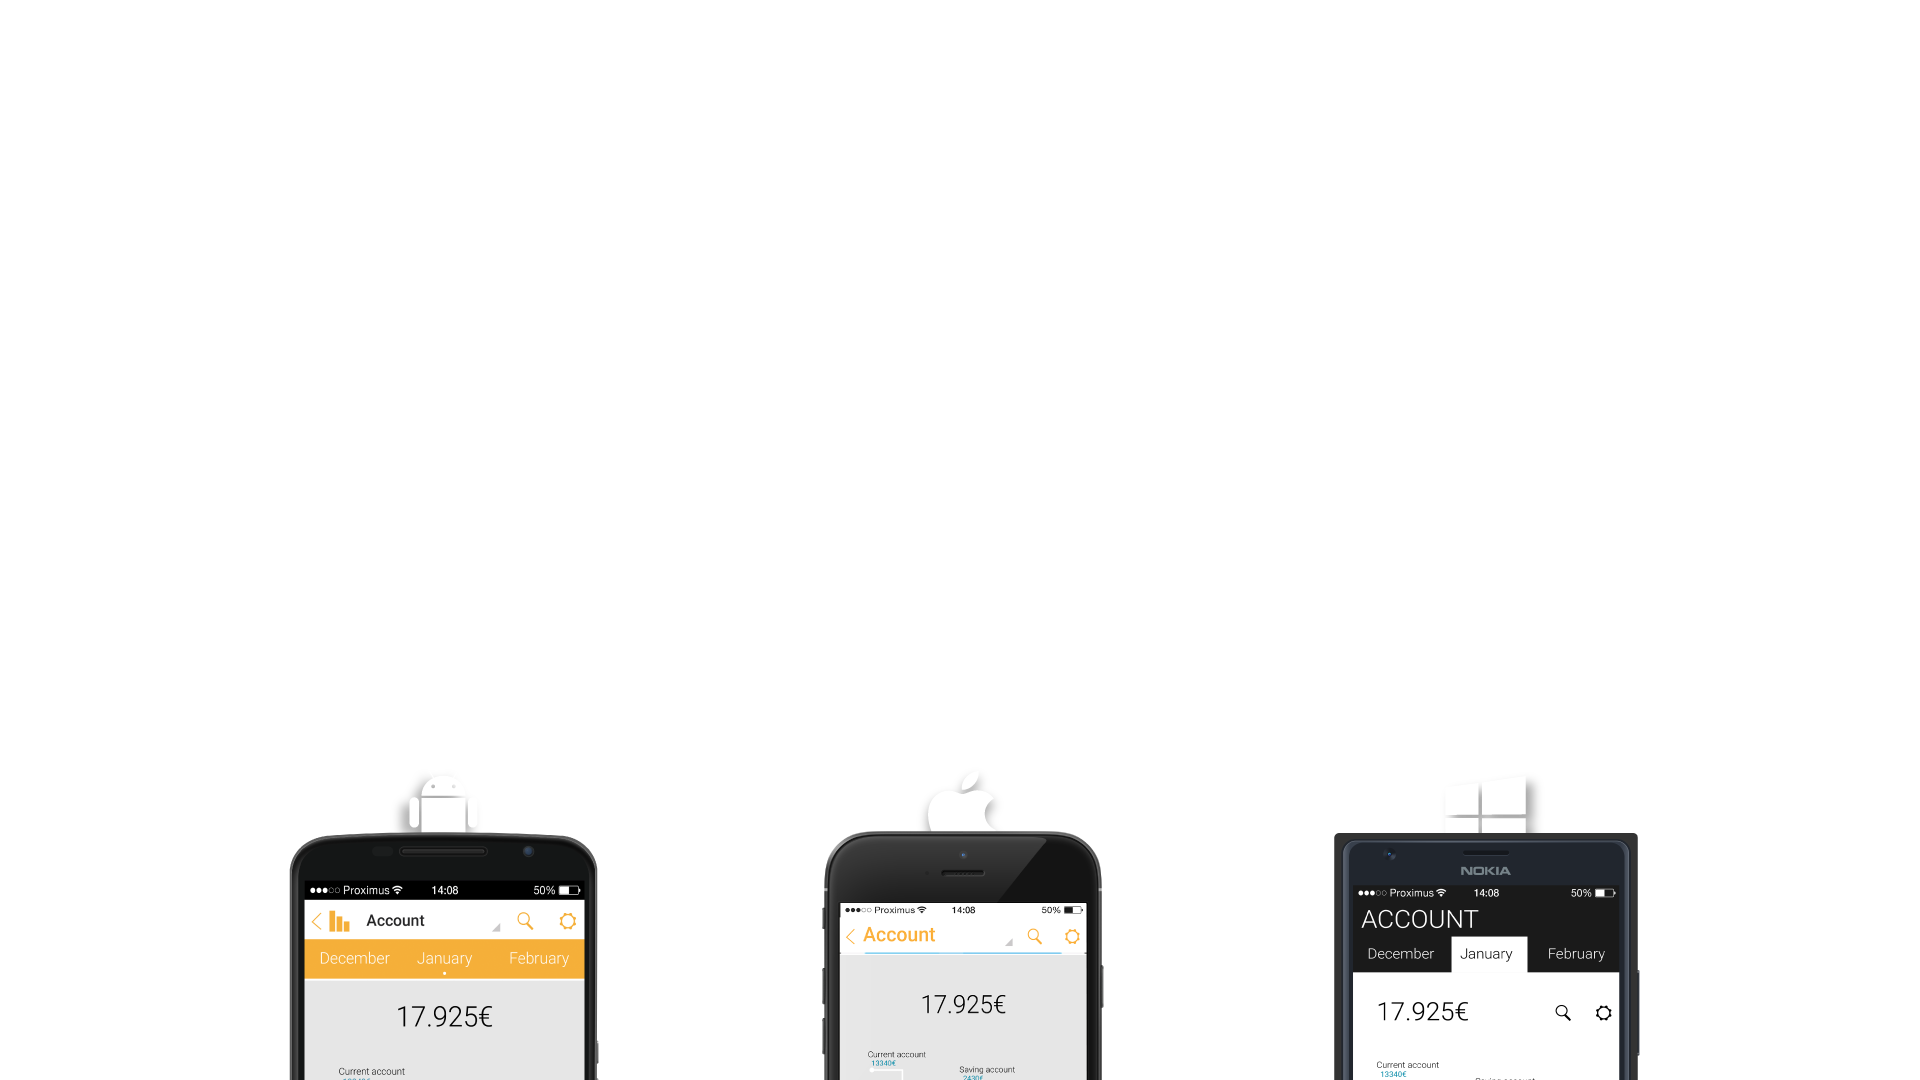 Proximus 14:08 50%
Account
December January February
17.925€
Current account
Proximus 14:08 50%
Account
17.925€
Current account
13340€
Saving account
2430€
NOKIA
Proximus 14:08 50%
ACCOUNT
December January February
17.925€
Current account
13340€